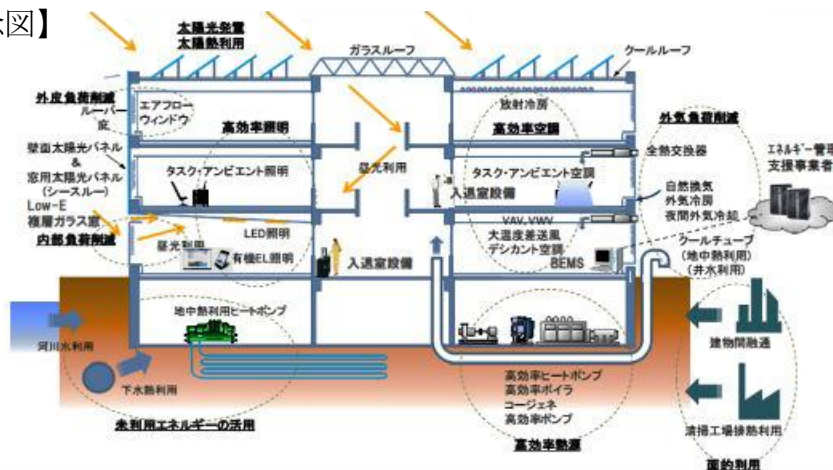 念図】
太陽光発電
太陽熱利用
ガラスルーフ
クールルーフ
外皮負荷削減
ルーバー
庇
エアフロー
ウィンドウ
高効率照明
放射冷房
高効率空調
外気負荷削減
壁面太陽光パネル
&
窓用太陽光パネル
(シースルー)
Low-E
複層ガラス窓
タスク・アンビエント照明
昼光利用
タスク・アンビエント空調
全熱交換器
エネルギー管理
支援事業者
入退室設備
自然換気
外気冷房
夜間外気冷却
内部負荷削減
昼光利用
LED照明
有機EL照明
入退室設備
VAV、VWV
大温度差送風
デシカント空調
BEMS
クールチューブ
(地中熱利用)
(井水利用)
地中熱利用ヒートポンプ
河川水利用
下水熱利用
未利用エネルギーの活用
高効率ヒートポンプ
高効率ボイラ
コージェネ
高効率ポンプ
高効率熱源
建物間融通
清掃工場排熱利用
面的利用